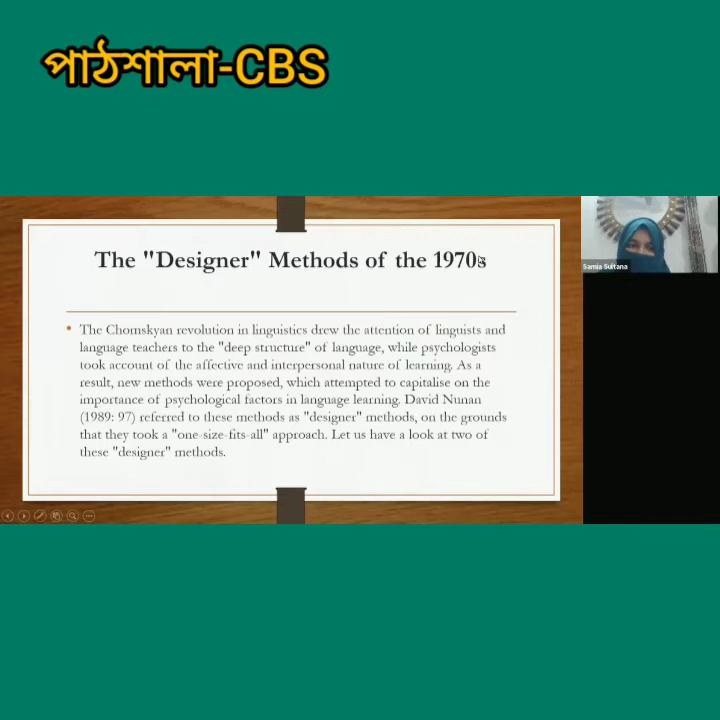 পাঠশালা-CBS
The "Designer" Methods of the 1970s
Samia Sultana
• The Chomskyan revolution in linguistics drew the attention of linguists and
language teachers to the "deep structure" of language, while psychologists
took account of the affective and interpersonal nature of learning. As a
result, new methods were proposed, which attempted to capitalise on the
importance of psychological factors in language learning. David Nunan
(1989: 97) referred to these methods as "designer" methods, on the grounds
that they took a "one-size-fits-all" approach. Let us have a look at two of
these "designer" methods.